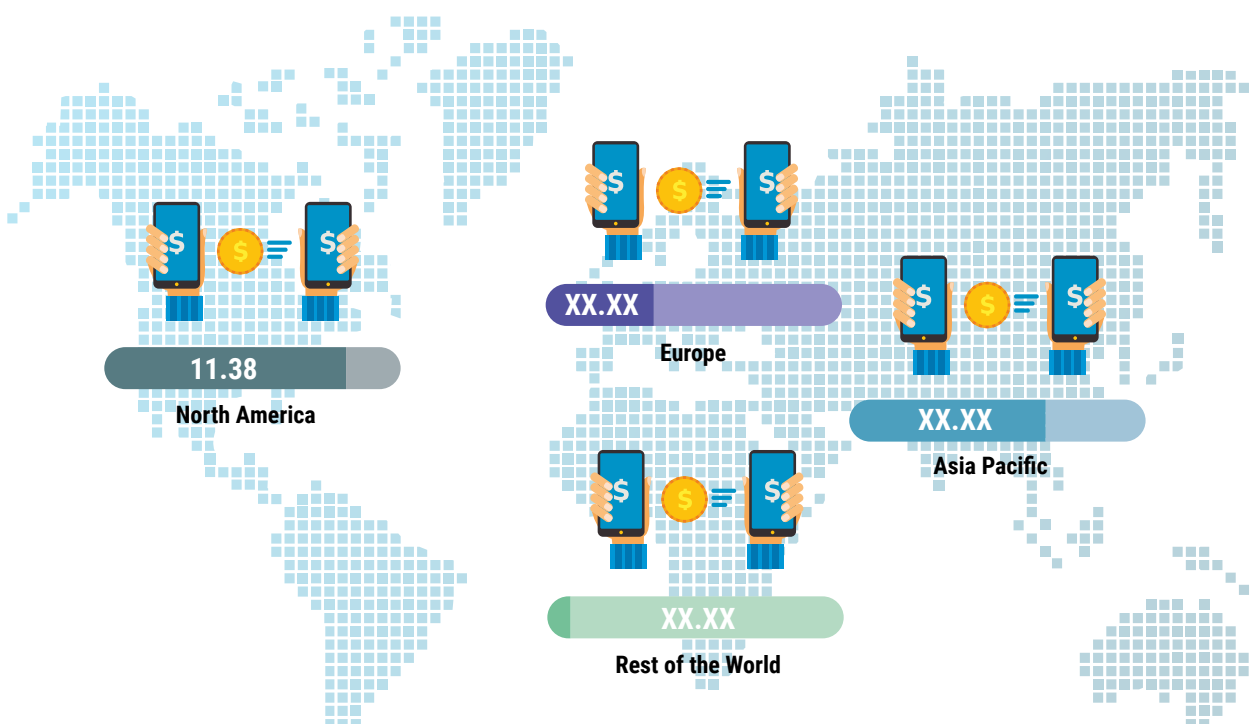 $
$
$
$
$
$
$
$
$
$
$
$
XX.XX
Europe
11.38
North America
XX.XX
Asia Pacific
XX.XX
Rest of the World